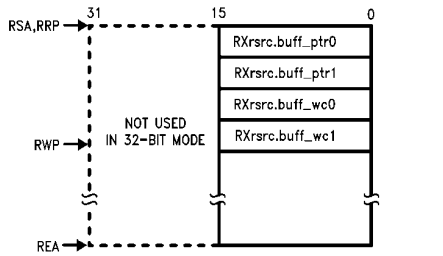 31 15 0
RSA,RRP
RXrsrc.buff_ptr0
RXrsrc.buff_ptr1
RXrsrc.buff_wc0
RXrsrc.buff_wc1
NOT USED
IN 32-BIT MODE
RWP
REA